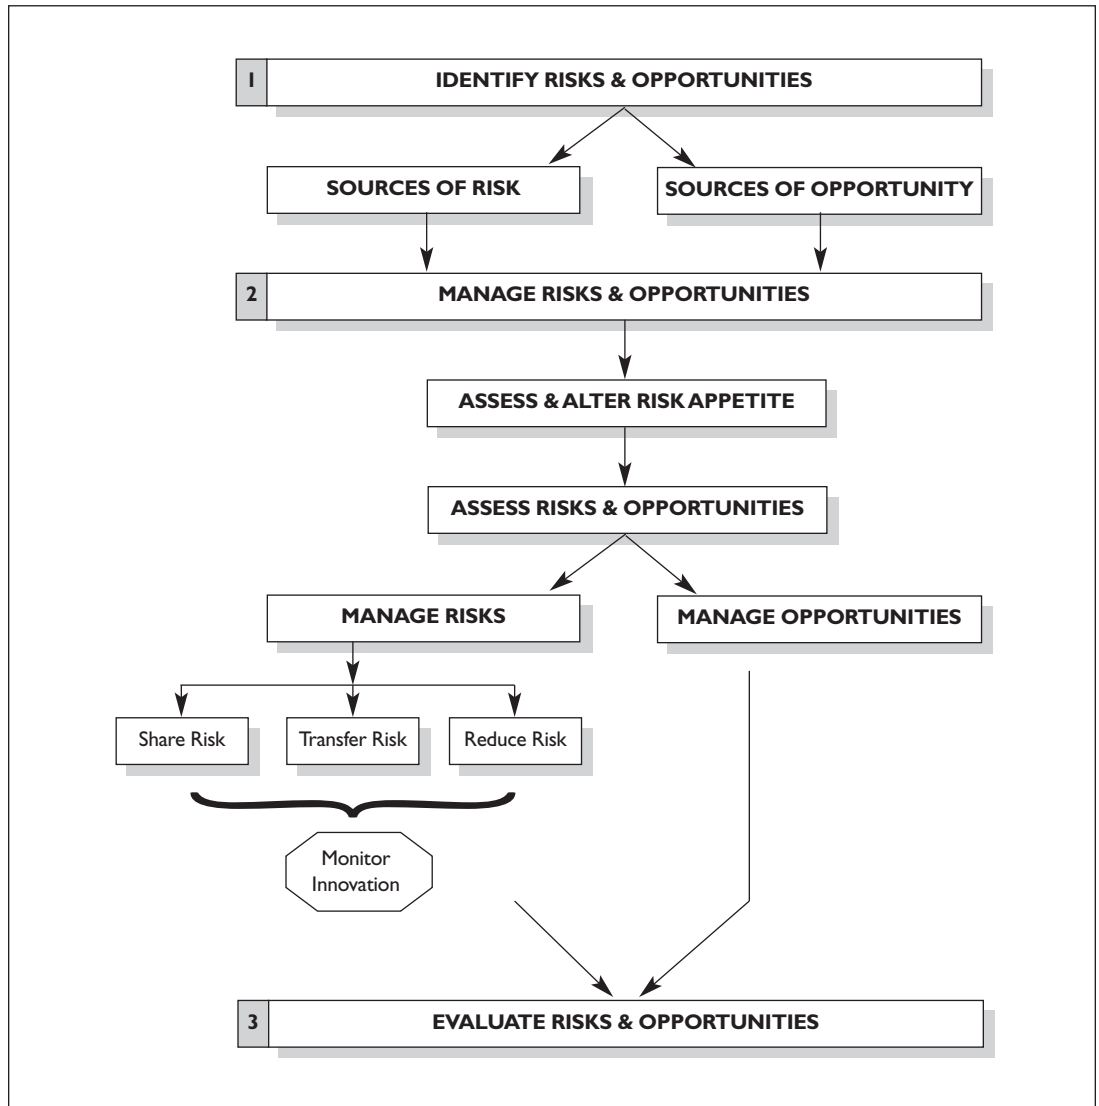 1 IDENTIFY RISKS & OPPORTUNITIES
SOURCES OF RISK
SOURCES OF OPPORTUNITY
2 MANAGE RISKS & OPPORTUNITIES
ASSESS & ALTER RISK APPETITE
ASSESS RISKS & OPPORTUNITIES
MANAGE RISKS
MANAGE OPPORTUNITIES
Share Risk
Transfer Risk
Reduce Risk
Monitor
Innovation
3 EVALUATE RISKS & OPPORTUNITIES